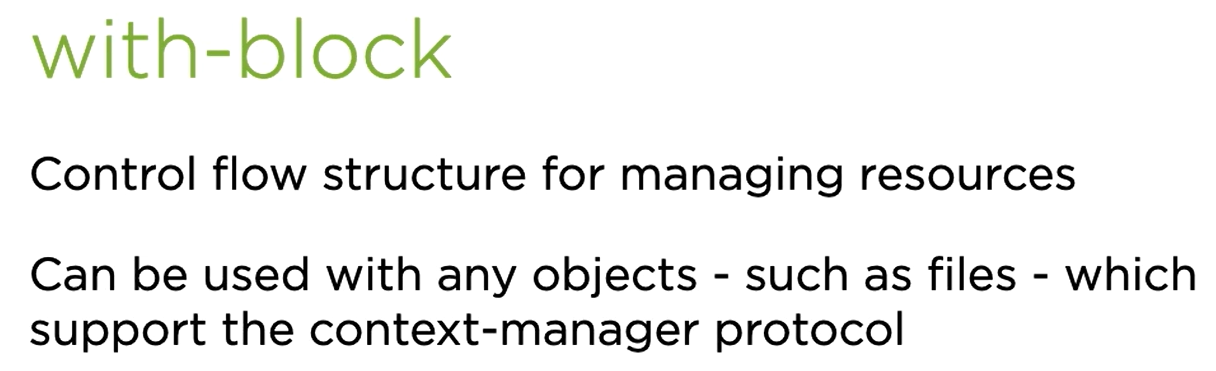 with-block
Control flow structure for managing resources
Can be used with any objects - such as files - which
support the context-manager protocol